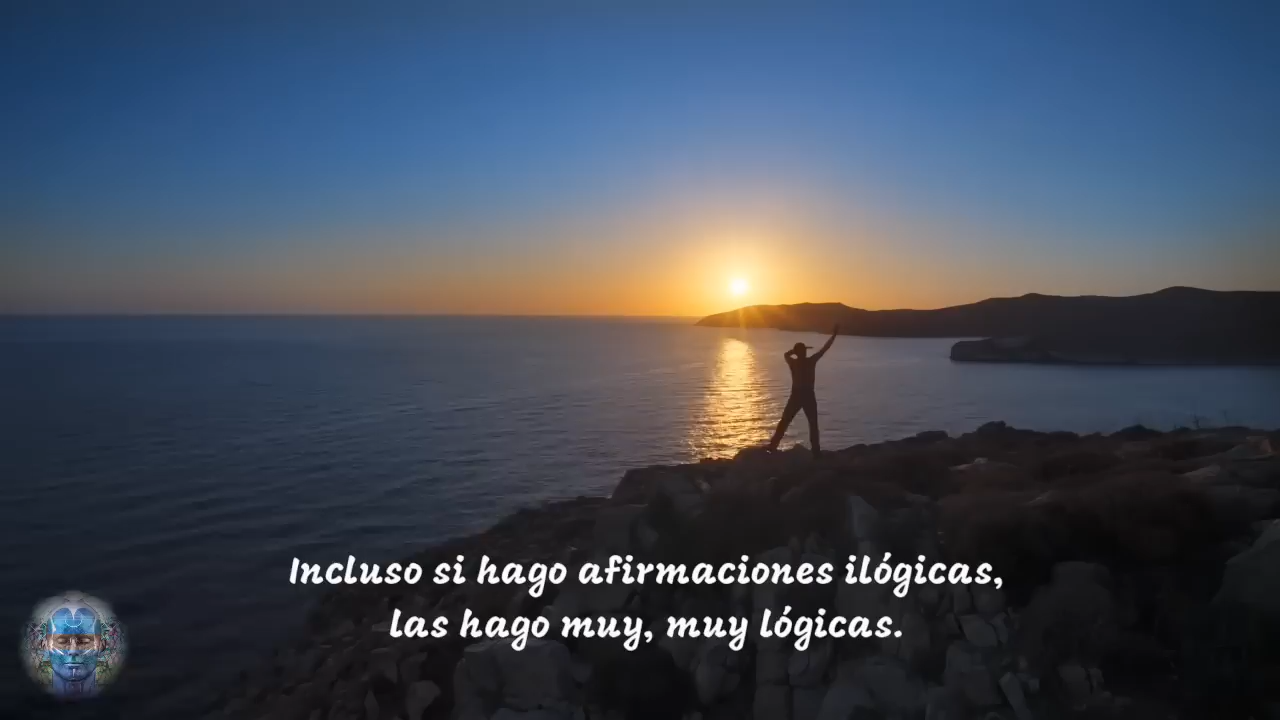 Incluso si hago afirmaciones ilógicas,
las hago muy, muy lógicas.